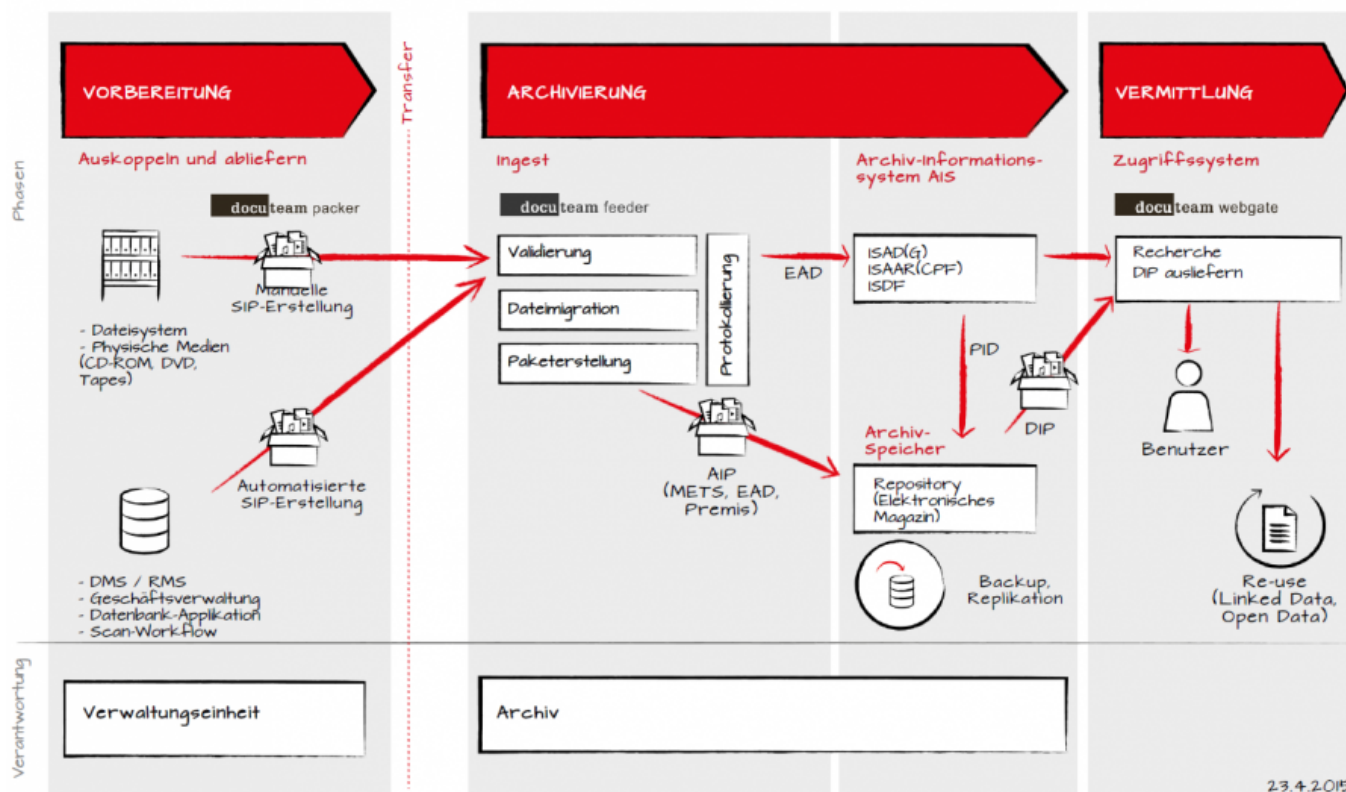 Phasen
VORBEREITUNG
Auskoppeln und abliefern
docuteam packer
Manuelle
SIP-Erstellung
- Dateisystem
- Physische Medien
(CD-ROM, DVD,
Tapes)
Automatisierte
SIP-Erstellung
- DMS / RMS
- Geschäftsverwaltung
- Datenbank-Applikation
- Scan-Workflow
Transfer
ARCHIVIERUNG
Ingest
docuteam feeder
Validierung
Dateimigration
Paketerstellung
Protokollierung
EAD
AIP
(METS, EAD,
Premis)
Archiv-Informations-
system AIS
ISAD(G)
ISAAR(CPF)
ISDF
PID
DIP
Archiv-
Speicher
Repository
(Elektronisches
Magazin)
Backup,
Replikation
VERMITTLUNG
Zugriffssystem
docuteam webgate
Recherche
DIP ausliefern
Benutzer
Re-use
(Linked Data,
Open Data)
Verantwortung
Verwaltungseinheit
Archiv
23.4.2015